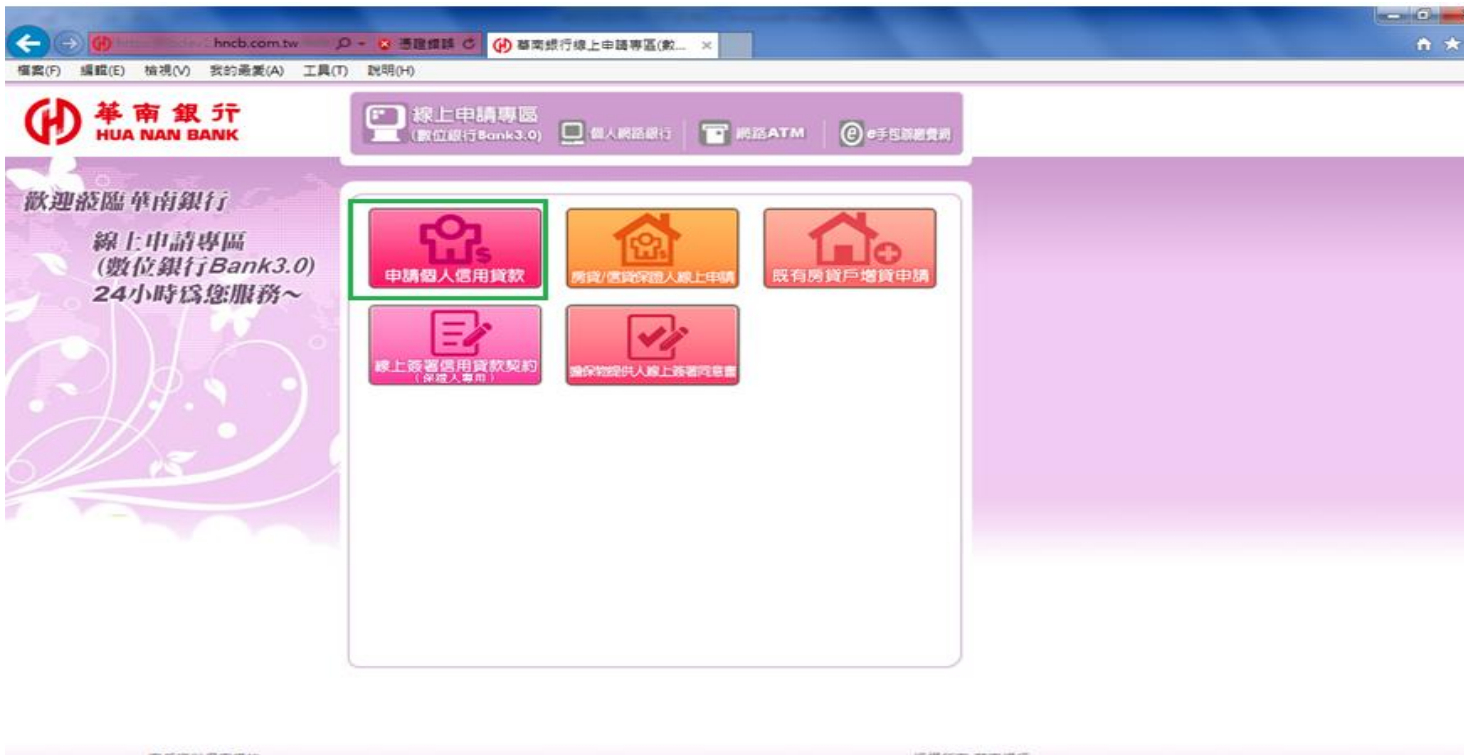 hncb.com.tw
憑證錯誤
華南銀行線上申請專區(數...
檔案(F) 編輯(E) 檢視(V) 我的最愛(A) 工具(T) 說明(H)
華南銀行
HUA NAN BANK
線上申請專區
(數位銀行Bank3.0)
個人網路銀行
網路ATM
e手包辦繳費網
歡迎蒞臨華南銀行
線上申請專區
(數位銀行Bank3.0)
24小時爲您服務～
申請個人信用貸款
房貸/信貸保證人線上申請
既有房貸戶增貸申請
線上簽署信用貸款契約
(保證人專用)
擔保物提供人線上簽署同意書